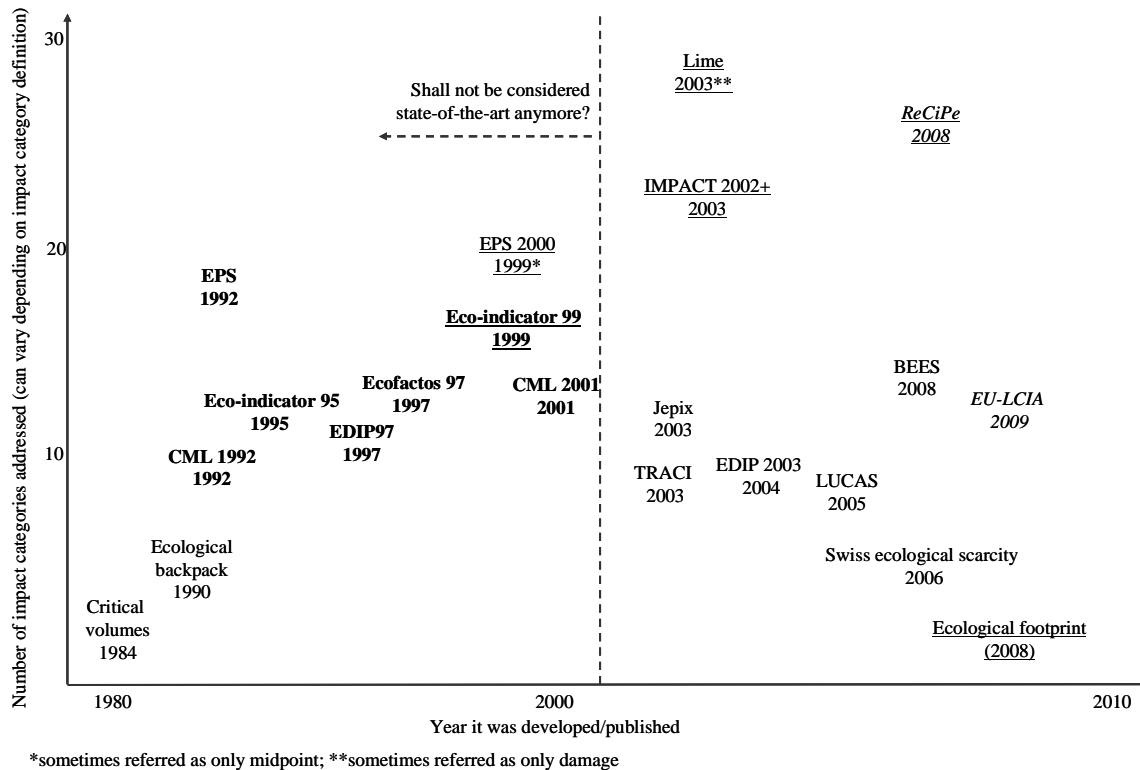 Number of impact categories addressed (can vary depending on impact category definition)
30
20
10
Shall not be considered
state-of-the-art anymore?
Lime
2003**
ReCiPe
2008
IMPACT 2002+
2003
EPS 2000
1999*
EPS
1992
Eco-indicator 99
1999
Ecofactos 97
1997
CML 2001
2001
BEES
2008
EU-LCIA
2009
Eco-indicator 95
1995
EDIP97
1997
Jepix
2003
CML 1992
1992
TRACI
2003
EDIP 2003
2004
LUCAS
2005
Ecological
backpack
1990
Swiss ecological scarcity
2006
Critical
volumes
1984
Ecological footprint
(2008)
1980
2000
2010
Year it was developed/published
*sometimes referred as only midpoint; **sometimes referred as only damage